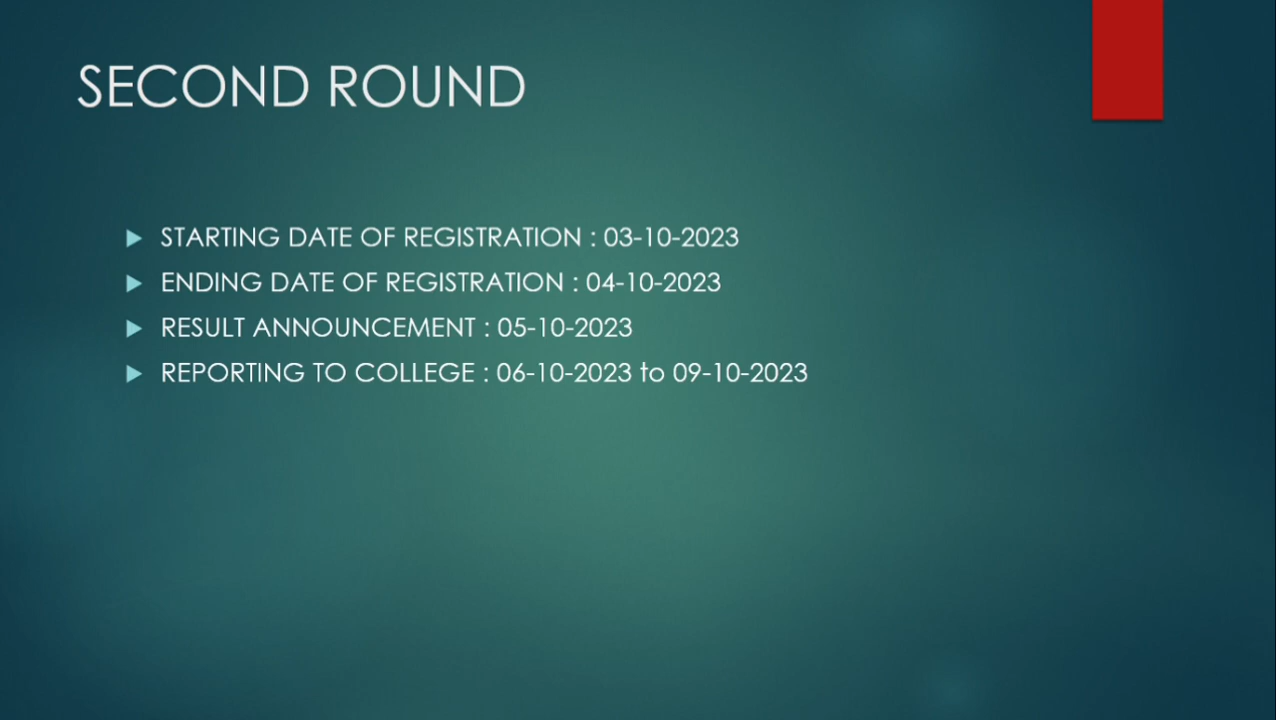 SECOND ROUND
STARTING DATE OF REGISTRATION : 03-10-2023
ENDING DATE OF REGISTRATION : 04-10-2023
RESULT ANNOUNCEMENT : 05-10-2023
REPORTING TO COLLEGE : 06-10-2023 to 09-10-2023